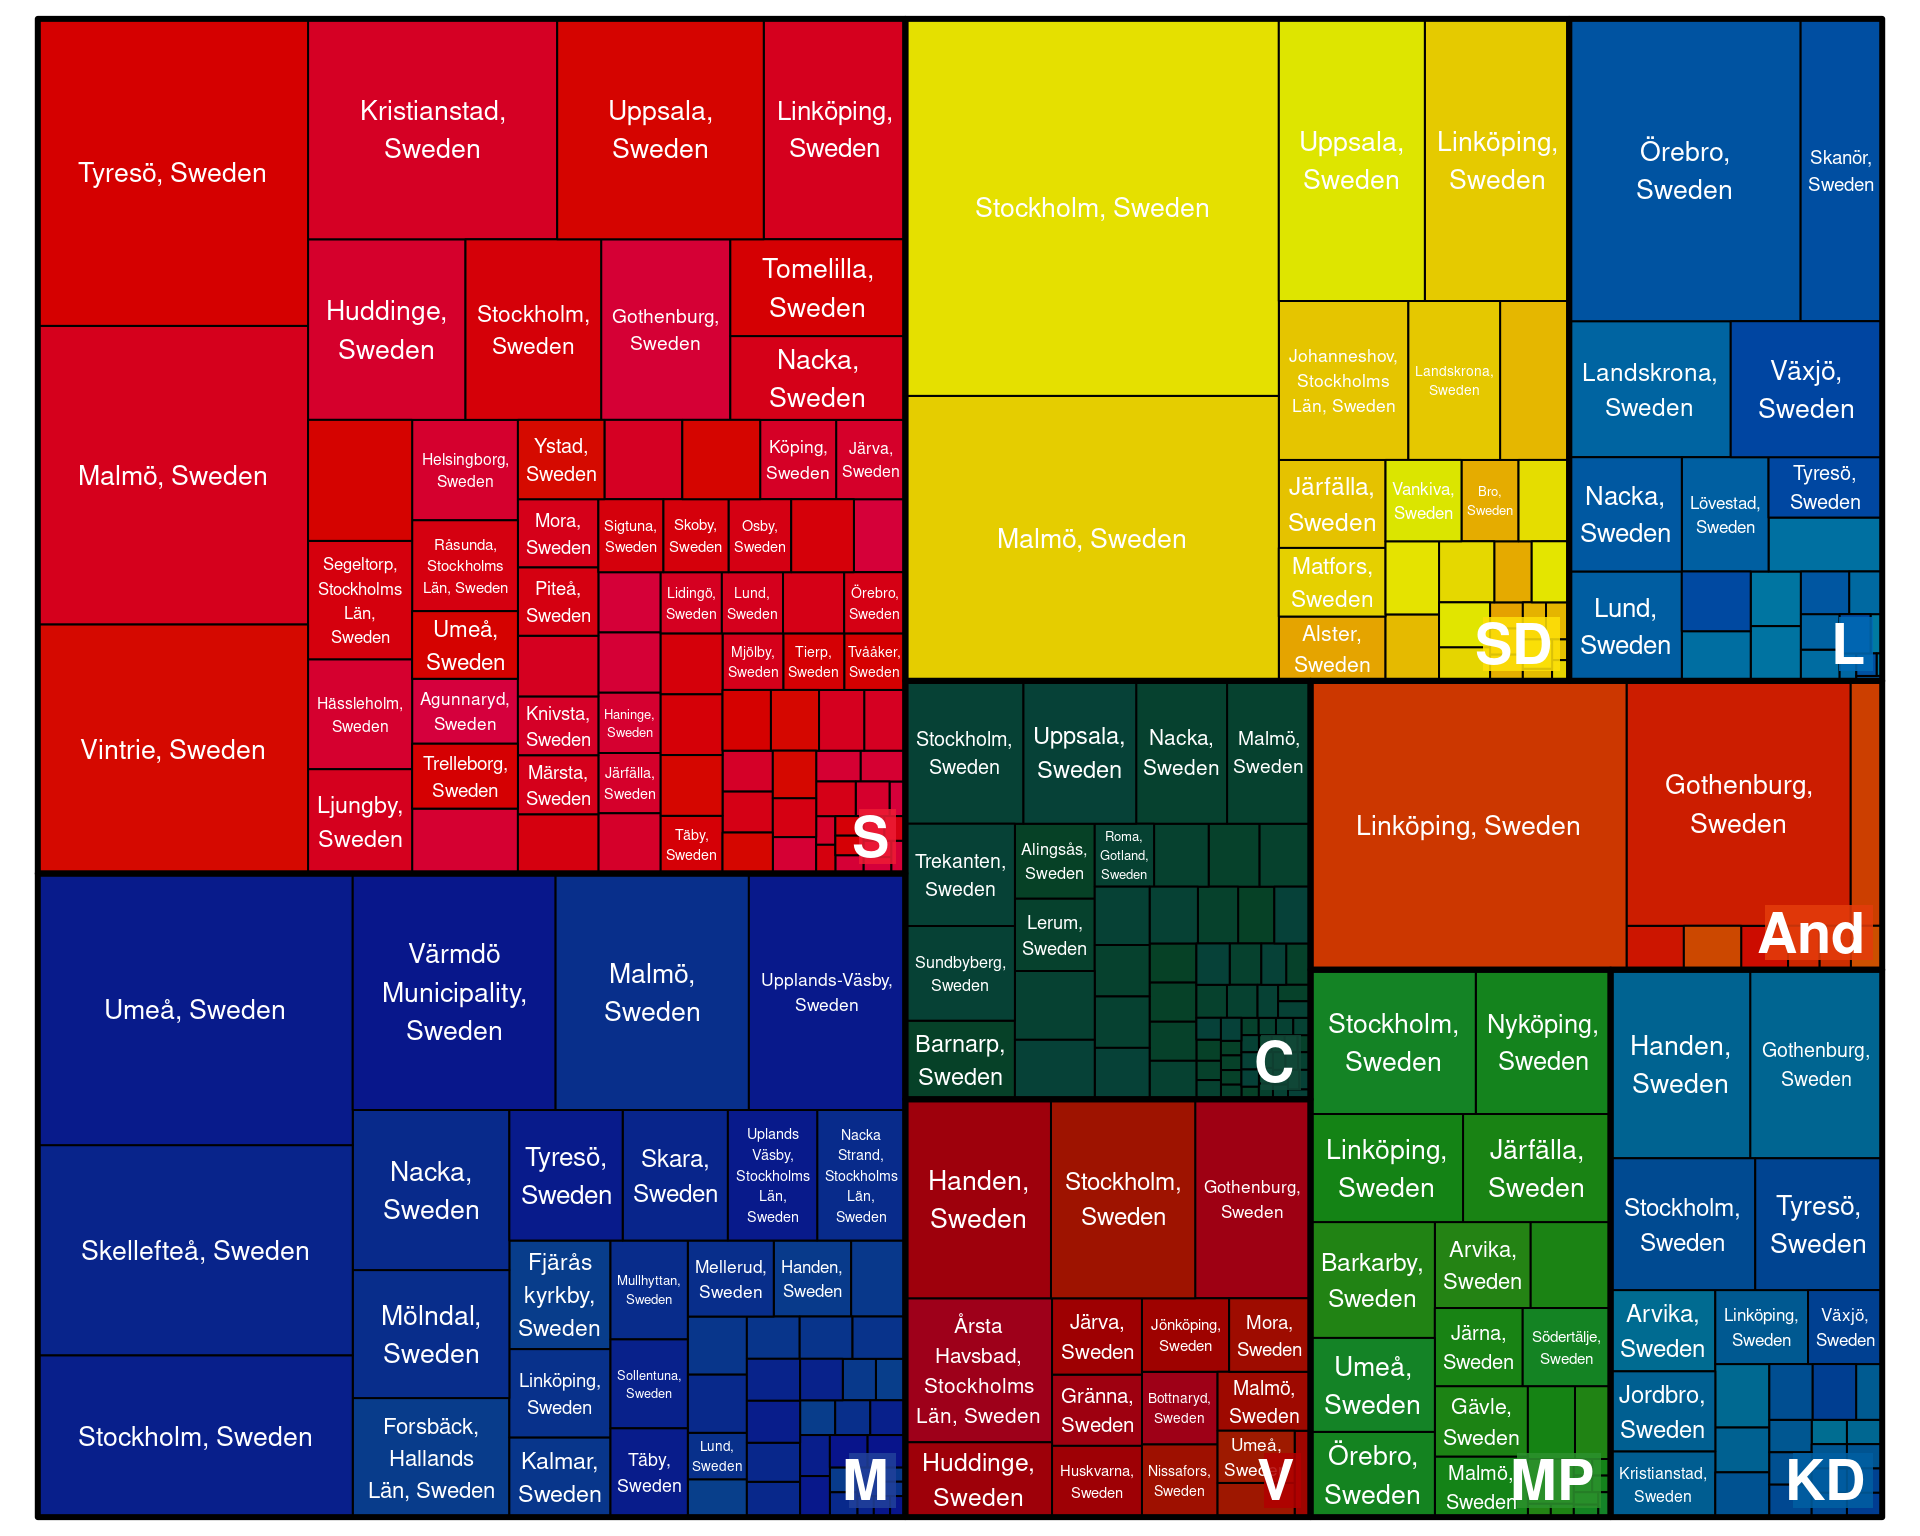 Tyresö, Sweden
Malmö, Sweden
Vintrie, Sweden
Kristianstad,
Sweden
Uppsala,
Sweden
Linköping,
Sweden
Huddinge,
Sweden
Stockholm,
Sweden
Gothenburg,
Sweden
Tomelilla,
Sweden
Nacka,
Sweden
Segeltorp,
Stockholms
Län,
Sweden
Hässleholm,
Sweden
Ljungby,
Sweden
Helsingborg,
Sweden
Råsunda,
Stockholms
Län, Sweden
Umeå,
Sweden
Agunnaryd,
Sweden
Trelleborg,
Sweden
Ystad,
Sweden
Köping,
Sweden
Järva,
Sweden
Mora,
Sweden
Sigtuna,
Sweden
Skoby,
Sweden
Osby,
Sweden
Piteå,
Sweden
Lidingö,
Sweden
Lund,
Sweden
Örebro,
Sweden
Mjölby,
Sweden
Tierp,
Sweden
Tvååker,
Sweden
Knivsta,
Sweden
Haninge,
Sweden
Märsta,
Sweden
Järfälla,
Sweden
Täby,
Sweden
S
Stockholm, Sweden
Malmö, Sweden
Uppsala,
Sweden
Linköping,
Sweden
Johanneshov,
Stockholms
Län, Sweden
Landskrona,
Sweden
Järfälla,
Sweden
Vankiva,
Sweden
Bro,
Sweden
Matfors,
Sweden
Alster,
Sweden
SD
Örebro,
Sweden
Skanör,
Sweden
Landskrona,
Sweden
Växjö,
Sweden
Nacka,
Sweden
Lövestad,
Sweden
Tyresö,
Sweden
Lund,
Sweden
L
Umeå, Sweden
Skellefteå, Sweden
Stockholm, Sweden
Värmdö
Municipality,
Sweden
Malmö,
Sweden
Upplands-Väsby,
Sweden
Nacka,
Sweden
Mölndal,
Sweden
Forsbäck,
Hallands
Län, Sweden
Tyresö,
Sweden
Skara,
Sweden
Uplands
Väsby,
Stockholms
Län,
Sweden
Nacka
Strand,
Stockholms
Län,
Sweden
Fjärås
kyrkby,
Sweden
Linköping,
Sweden
Kalmar,
Sweden
Mullhyttan,
Sweden
Sollentuna,
Sweden
Täby,
Sweden
Mellerud,
Sweden
Handen,
Sweden
Lund,
Sweden
M
Stockholm,
Sweden
Uppsala,
Sweden
Nacka,
Sweden
Malmö,
Sweden
Trekanten,
Sweden
Sundbyberg,
Sweden
Barnarp,
Sweden
Alingsås,
Sweden
Lerum,
Sweden
Roma,
Gotland,
Sweden
C
Linköping, Sweden
Gothenburg,
Sweden
And
Handen,
Sweden
Stockholm,
Sweden
Gothenburg,
Sweden
Årsta
Havsbad,
Stockholms
Län, Sweden
Huddinge,
Sweden
Järva,
Sweden
Jönköping,
Sweden
Mora,
Sweden
Gränna,
Sweden
Bottnaryd,
Sweden
Malmö,
Sweden
Huskvarna,
Sweden
Nissafors,
Sweden
Umeå,
Sweden
V
Stockholm,
Sweden
Nyköping,
Sweden
Linköping,
Sweden
Järfälla,
Sweden
Barkarby,
Sweden
Umeå,
Sweden
Örebro,
Sweden
Arvika,
Sweden
Järna,
Sweden
Södertälje,
Sweden
Gävle,
Sweden
Malmö,
Sweden
MP
Handen,
Sweden
Gothenburg,
Sweden
Stockholm,
Sweden
Tyresö,
Sweden
Arvika,
Sweden
Linköping,
Sweden
Växjö,
Sweden
Jordbro,
Sweden
Kristianstad,
Sweden
KD